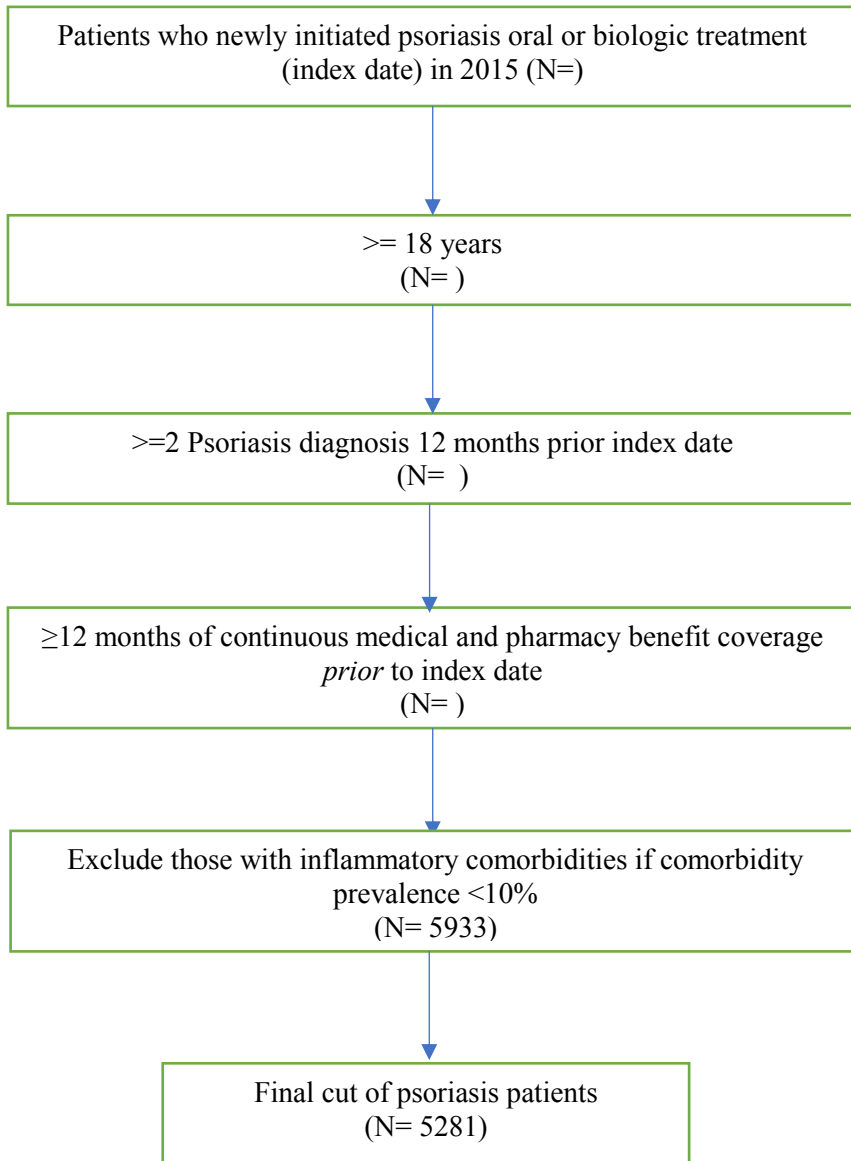 Patients who newly initiated psoriasis oral or biologic treatment
(index date) in 2015 (N=)
>= 18 years
(N= )
>=2 Psoriasis diagnosis 12 months prior index date
(N=  )
≥12 months of continuous medical and pharmacy benefit coverage
prior to index date
(N= )
Exclude those with inflammatory comorbidities if comorbidity
prevalence <10%
(N= 5933)
Final cut of psoriasis patients
(N= 5281)